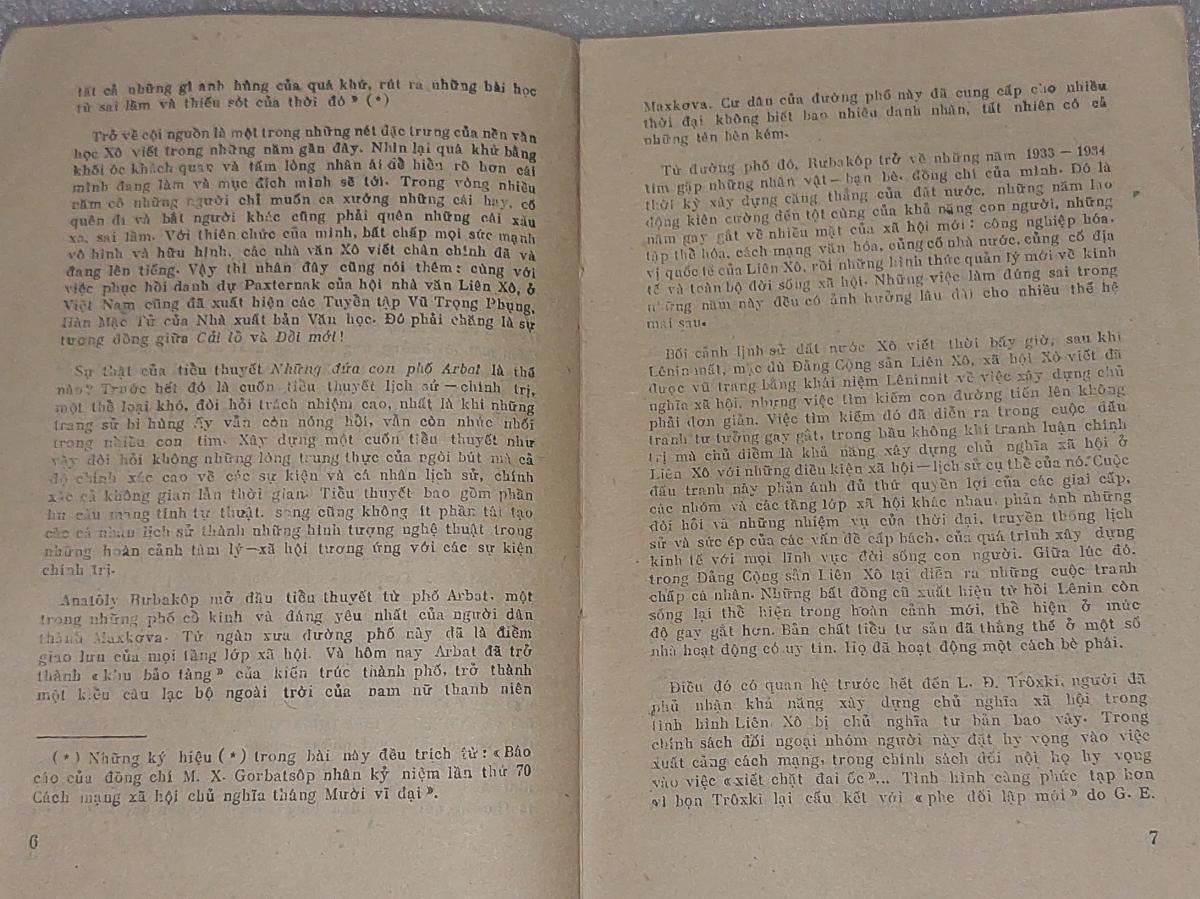 tất cả những gì anh hùng của quá khứ, rút ra những bài học
từ sai lầm và thiếu sót của thời đó » (*)
Trở về cội nguồn là một trong những nét đặc trưng của nền văn
học Xô viết trong những năm gần đây. Nhìn lại quá khứ bằng
khối óc khách quan và tấm lòng nhân ái để hiểu rõ hơn cái
mình đang làm và mục đích mình sẽ tới. Trong vòng nhiều
năm có những người chỉ muốn ca xướng những cái hay, cố
quên đi và bắt người khác cũng phải quên những cái xấu
xa, sai lầm. Với thiên chức của mình, bất chấp mọi sức mạnh
vô hình và hữu hình, các nhà văn Xô viết chân chính đã và
đang lên tiếng. Vậy thì nhân đây cũng nói thêm: cùng với
việc phục hồi danh dự Paxternak của hội nhà văn Liên Xô, ở
Việt Nam cũng đã xuất hiện các Tuyển tập Vũ Trọng Phụng,
Hàn Mặc Tử của Nhà xuất bản Văn học. Đó phải chăng là sự
tương đồng giữa Cải tổ và Đổi mới!
Sự thật của tiểu thuyết Những đứa con phố Arbat là thế
nào? Trước hết đó là cuốn tiểu thuyết lịch sử — chính trị,
một thể loại khó, đòi hỏi trách nhiệm cao, nhất là khi những
trang sử bi hùng ấy vẫn còn nóng hổi, vẫn còn nhức nhối
trong nhiều con tim. Xây dựng một cuốn tiểu thuyết như
vậy đòi hỏi không những lòng trung thực của ngòi bút mà cả
độ chính xác cao về các sự kiện và cá nhân lịch sử, chính
xác cả không gian lẫn thời gian. Tiểu thuyết bao gồm phần
hư cấu mang tính tự thuật, song cũng không ít phần tái tạo
các cá nhân lịch sử thành những hình tượng nghệ thuật trong
những hoàn cảnh tâm lý—xã hội tương ứng với các sự kiện
chính trị.
Anatôly Rưbakôp mở đầu tiểu thuyết từ phố Arbat, một
trong những phố cổ kính và đáng yêu nhất của người dân
thành Maxkơva. Từ ngàn xưa đường phố này đã là điểm
giao lưu của mọi tầng lớp xã hội. Và hôm nay Arbat đã trở
thành « khu bảo tàng » của kiến trúc thành phố, trở thành
một kiểu câu lạc bộ ngoài trời của nam nữ thanh niên
(*) Những ký hiệu (*) trong bài này đều trích từ: « Báo
cáo của đồng chí M. X. Gorbatsôp nhân kỷ niệm lần thứ 70
Cách mạng xã hội chủ nghĩa tháng Mười vĩ đại ».
6
Maxkơva. Cư dân của đường phố này đã cung cấp cho nhiều
thời đại không biết bao nhiêu danh nhân, tất nhiên có cả
những tên hèn kém.
Từ đường phố đó, Rưbakôp trở về những năm 1933 — 1934
tìm gặp những nhân vật — bạn bè, đồng chí của mình. Đó là
thời kỳ xây dựng căng thẳng của đất nước, những năm lao
động kiên cường đến tột cùng của khả năng con người, những
năm gay gắt về nhiều mặt của xã hội mới: công nghiệp hóa,
tập thể hóa, cách mạng văn hóa, củng cố nhà nước, củng cố địa
vị quốc tế của Liên Xô, rồi những hình thức quản lý mới về kinh
tế và toàn bộ đời sống xã hội. Những việc làm đúng sai trong
những năm này đều có ảnh hưởng lâu dài cho nhiều thế hệ
mai sau.
Bối cảnh lịnh sử đất nước Xô viết thời bấy giờ, sau khi
Lênin mất, mặc dù Đảng Cộng sản Liên Xô, xã hội Xô viết đã
được vũ trang bằng khái niệm Lêninnit về việc xây dựng chủ
nghĩa xã hội, nhưng việc tìm kiếm con đường tiến lên không
phải đơn giản. Việc tìm kiếm đó đã diễn ra trong cuộc đấu
tranh tư tưởng gay gắt, trong bầu không khí tranh luận chính
trị mà chủ điểm là khả năng xây dựng chủ nghĩa xã hội ở
Liên Xô với những điều kiện xã hội—lịch sử cụ thể của nó. Cuộc
đấu tranh này phản ánh đủ thứ quyền lợi của các giai cấp,
các nhóm và các tầng lớp xã hội khác nhau, phản ánh những
đòi hỏi và những nhiệm vụ của thời đại, truyền thống lịch
sử và sức ép của các vấn đề cấp bách, của quá trình xây dựng
kinh tế với mọi lĩnh vực đời sống con người. Giữa lúc đó,
trong Đảng Cộng sản Liên Xô lại diễn ra những cuộc tranh
chấp cá nhân. Những bất đồng cũ xuất hiện từ hồi Lênin còn
sống lại thể hiện trong hoàn cảnh mới, thể hiện ở mức
độ gay gắt hơn. Bản chất tiểu tư sản đã thắng thế ở một số
nhà hoạt động có uy tín. Họ đã hoạt động một cách bè phái.
Điều đó có quan hệ trước hết đến L. Đ. Trôxki, người đã
phủ nhận khả năng xây dựng chủ nghĩa xã hội trong
tình hình Liên Xô bị chủ nghĩa tư bản bao vây. Trong
chính sách đối ngoại nhóm người này đặt hy vọng vào việc
xuất cảng cách mạng, trong chính sách đối nội họ hy vọng
vào việc « xiết chặt đai ốc »... Tình hình càng phức tạp hơn
vì bọn Trôxki lại cấu kết với « phe đối lập mới » do G. E.
7